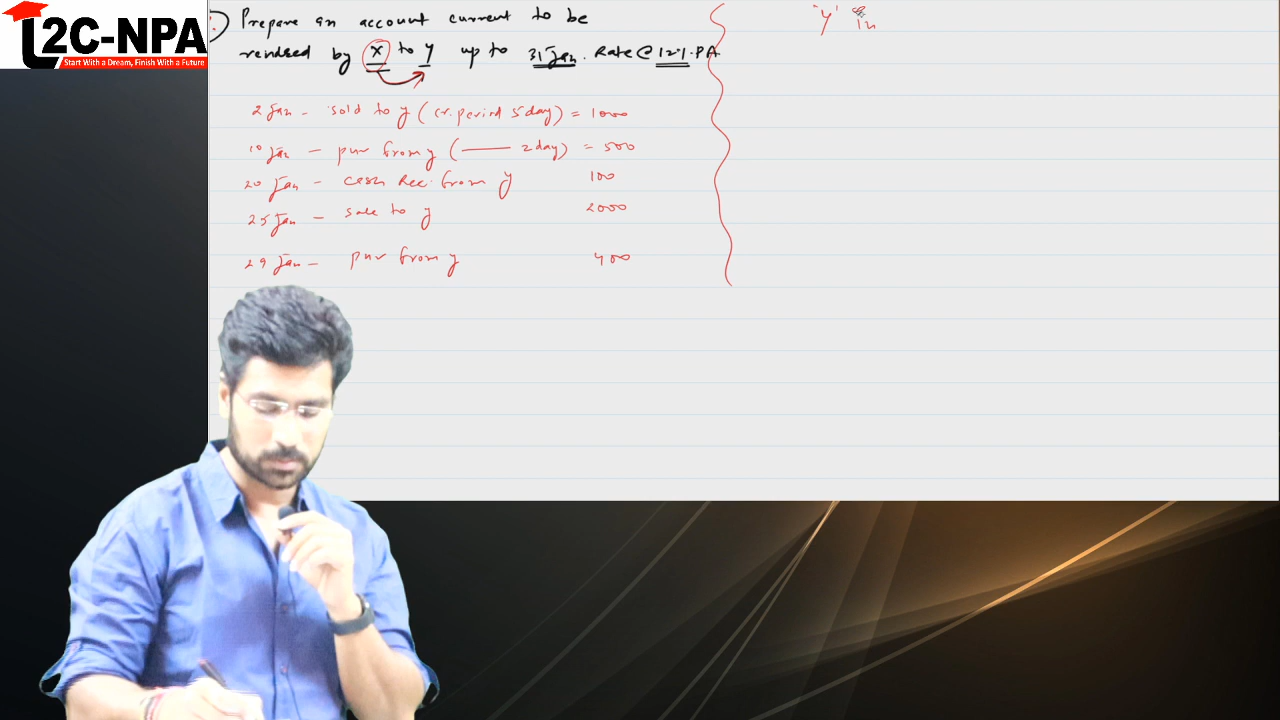 L2C-NPA
Start With a Dream, Finish With a Future
Prepare an account current to be
rendsed by X to y up to 31 Jan. Rate @ 12%. PA
2 Jan - sold to y (cr. period 5 day) = 1000
10 Jan - pur from y ( —— 2 day) = 500
20 Jan - cash Rec. from y 100
25 Jan - sale to y 2000
29 Jan - pur from y 400
'y' in